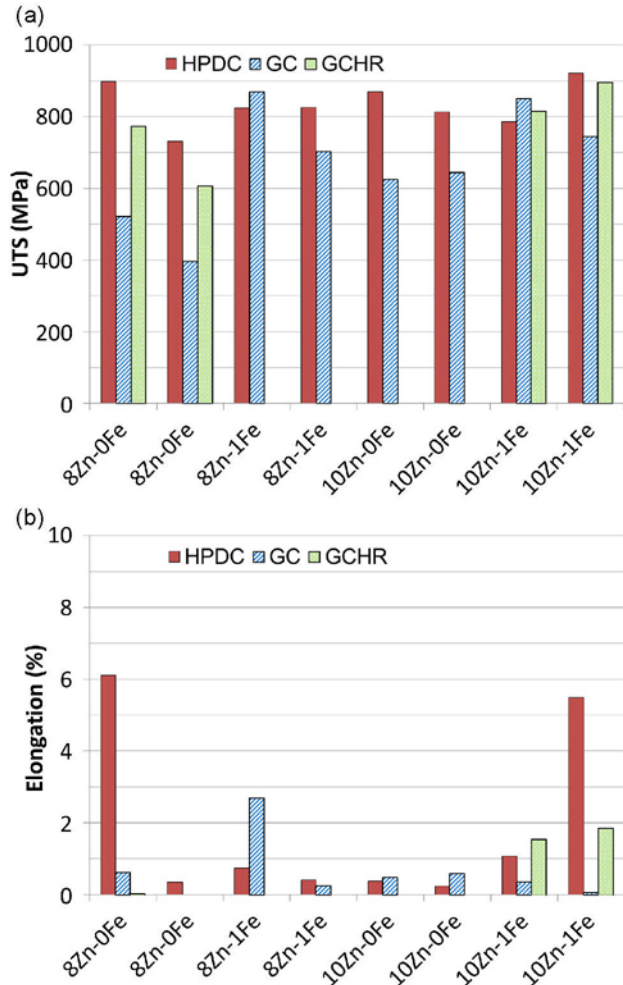 (a)
1000
HPDC GC GCHR
800
600
400
200
0
UTS (MPa)
8Zn-0Fe 8Zn-0Fe 8Zn-1Fe 8Zn-1Fe 10Zn-0Fe 10Zn-0Fe 10Zn-1Fe 10Zn-1Fe
(b)
10
HPDC GC GCHR
8
6
4
2
0
Elongation (%)
8Zn-0Fe 8Zn-0Fe 8Zn-1Fe 8Zn-1Fe 10Zn-0Fe 10Zn-0Fe 10Zn-1Fe 10Zn-1Fe